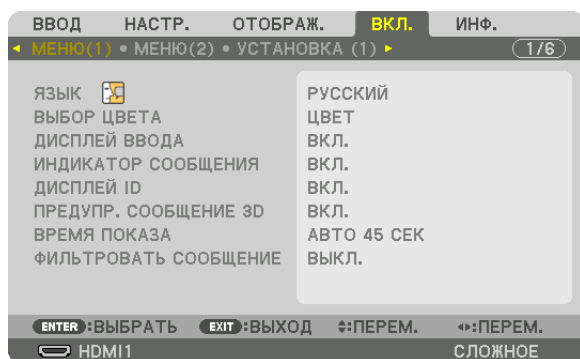 ВВОД НАСТР. ОТОБРАЖ. ВКЛ. ИНФ.
МЕНЮ(1) • МЕНЮ(2) • УСТАНОВКА (1) 1/6
ЯЗЫК РУССКИЙ
ВЫБОР ЦВЕТА ЦВЕТ
ДИСПЛЕЙ ВВОДА ВКЛ.
ИНДИКАТОР СООБЩЕНИЯ ВКЛ.
ДИСПЛЕЙ ID ВКЛ.
ПРЕДУПР. СООБЩЕНИЕ 3D ВКЛ.
ВРЕМЯ ПОКАЗА АВТО 45 СЕК
ФИЛЬТРОВАТЬ СООБЩЕНИЕ ВЫКЛ.
ENTER:ВЫБРАТЬ EXIT:ВЫХОД :ПЕРЕМ. :ПЕРЕМ.
HDMI1 СЛОЖНОЕ